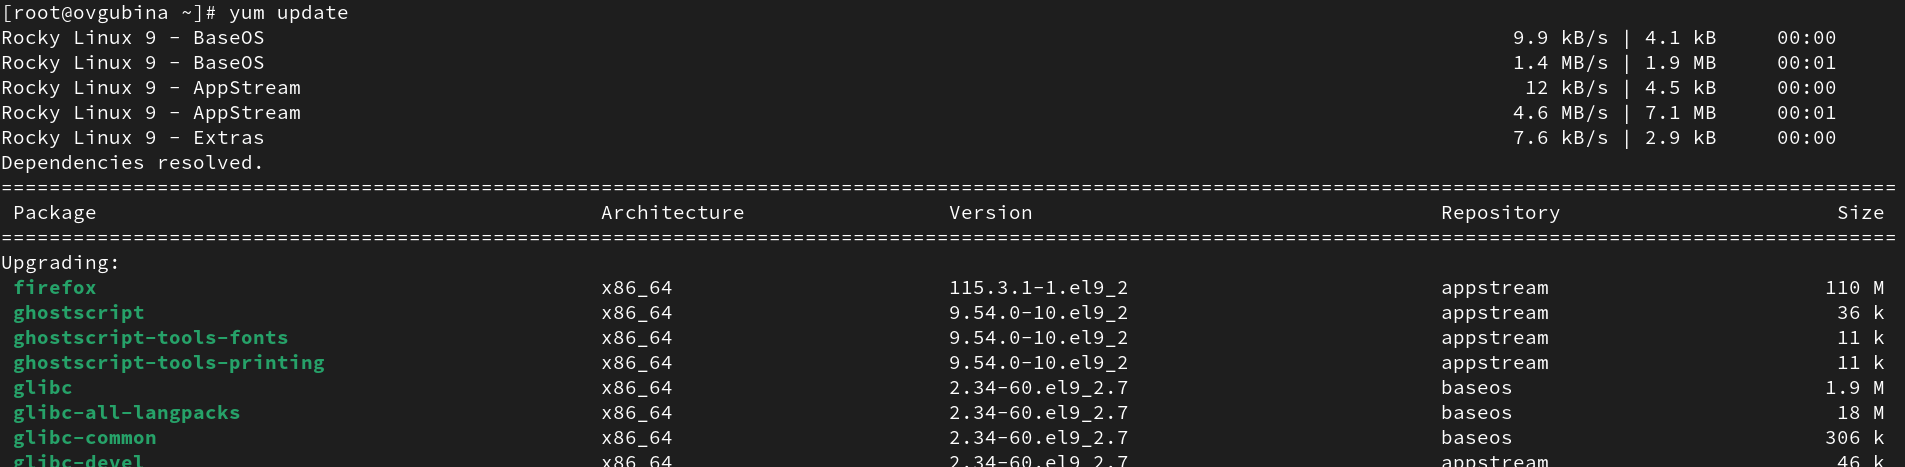 [root@ovgubina ~]# yum update
Rocky Linux 9 - BaseOS 9.9 kB/s | 4.1 kB 00:00
Rocky Linux 9 - BaseOS 1.4 MB/s | 1.9 MB 00:01
Rocky Linux 9 - AppStream 12 kB/s | 4.5 kB 00:00
Rocky Linux 9 - AppStream 4.6 MB/s | 7.1 MB 00:01
Rocky Linux 9 - Extras 7.6 kB/s | 2.9 kB 00:00
Dependencies resolved.
================================================================================
Package Architecture Version Repository Size
================================================================================
Upgrading:
firefox x86_64 115.3.1-1.el9_2 appstream 110 M
ghostscript x86_64 9.54.0-10.el9_2 appstream 36 k
ghostscript-tools-fonts x86_64 9.54.0-10.el9_2 appstream 11 k
ghostscript-tools-printing x86_64 9.54.0-10.el9_2 appstream 11 k
glibc x86_64 2.34-60.el9_2.7 baseos 1.9 M
glibc-all-langpacks x86_64 2.34-60.el9_2.7 baseos 18 M
glibc-common x86_64 2.34-60.el9_2.7 baseos 306 k
glibc-devel x86_64 2.34-60.el9_2.7 appstream 46 k